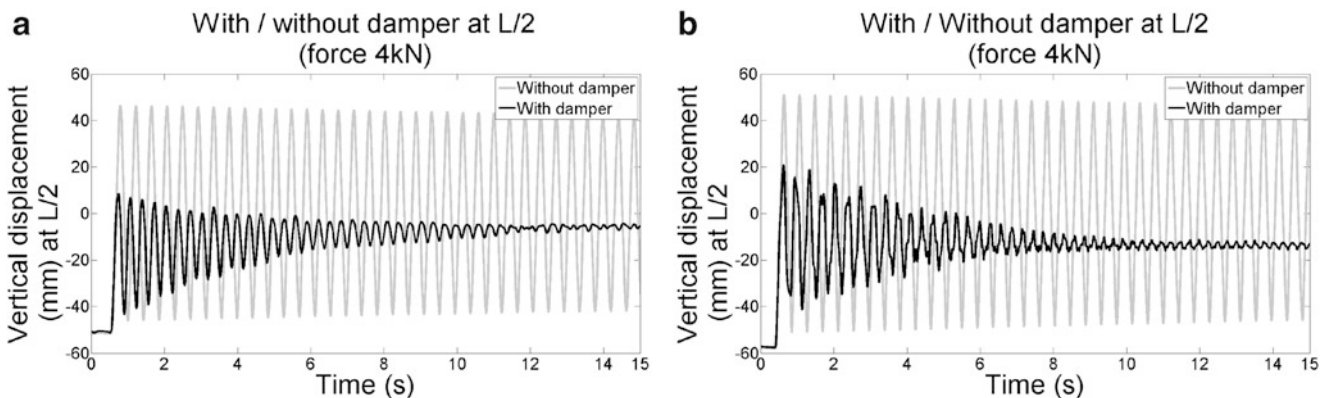 a
With / without damper at L/2
(force 4kN)
Vertical displacement
(mm) at L/2
60
40
20
0
-20
-40
-60
Without damper
With damper
0 2 4 6 8 10 12 14 15
Time (s)
b
With / Without damper at L/2
(force 4kN)
Vertical displacement
(mm) at L/2
60
40
20
0
-20
-40
-60
Without damper
With damper
0 2 4 6 8 10 12 14 15
Time (s)